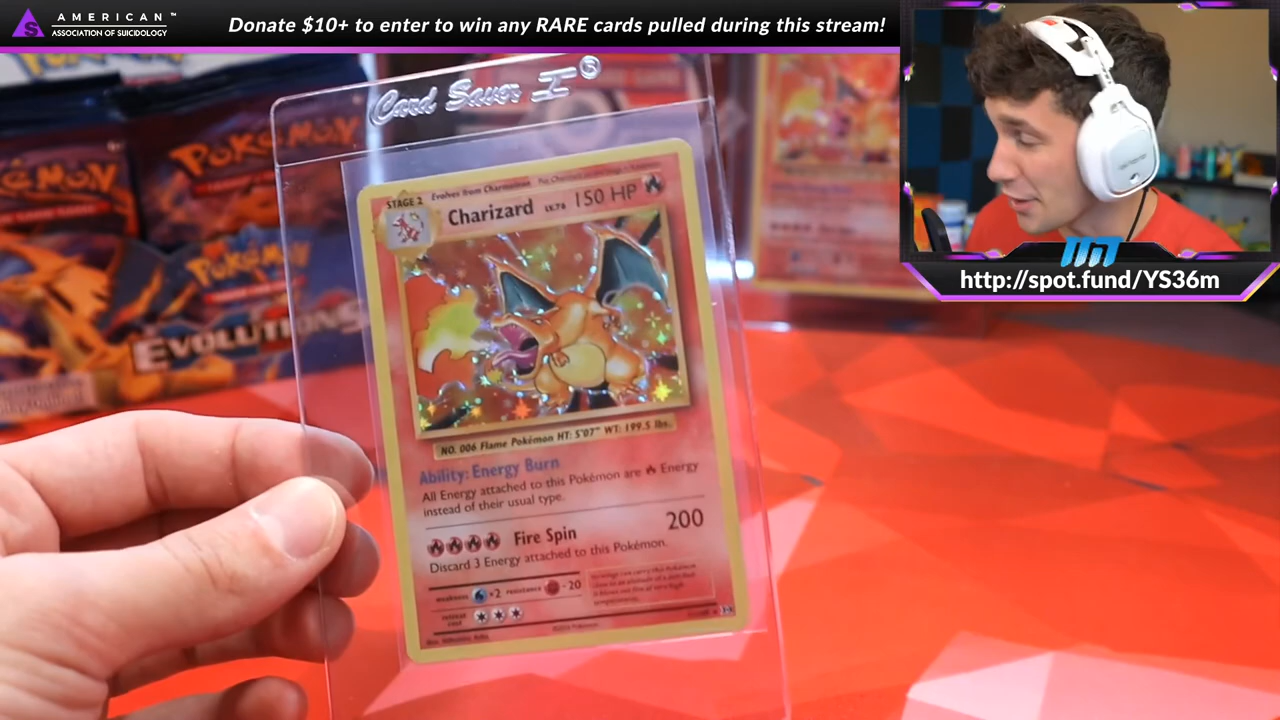 AMERICAN™
ASSOCIATION OF SUICIDOLOGY
Donate $10+ to enter to win any RARE cards pulled during this stream!
http://spot.fund/YS36m
Card Saver I®
POKéMON
POKéMON
POKéMON
EVOLUTIONS
STAGE 2
Evolves from Charmeleon
Charizard LV.76 150 HP
NO. 006 Flame Pokémon HT: 5'07" WT: 199.5 lbs.
Ability: Energy Burn
All Energy attached to this Pokémon are Energy
instead of their usual type.
Fire Spin 200
Discard 3 Energy attached to this Pokémon.
weakness ×2 resistance -20
retreat
cost